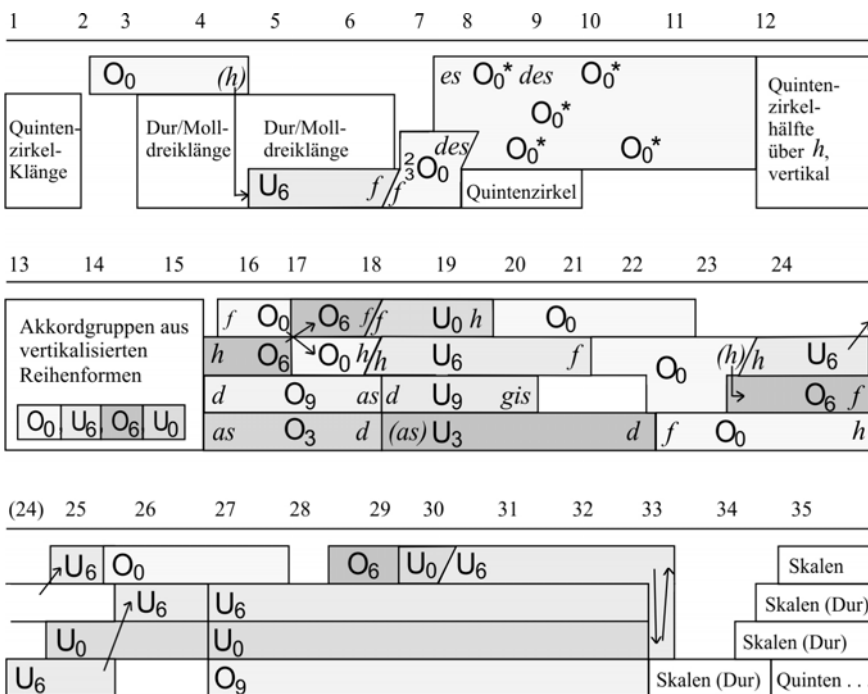 1 2 3 4 5 6 7 8 9 10 11 12
O₀ (h) es O₀* des O₀*
Quinten-
zirkel-
Klänge
Dur/Moll-
dreiklänge
Dur/Moll-
dreiklänge
U₆ f/f
2/3 O₀ des
O₀*
O₀* O₀*
Quintenzirkel
Quinten-
zirkel-
hälfte
über h,
vertikal
13 14 15 16 17 18 19 20 21 22 23 24
Akkordgruppen aus
vertikalisierten
Reihenformen
O₀ U₆ O₆ U₀
f O₀ O₆ f/f U₀ h O₀
h O₆ O₀ h/h U₆ f O₀ (h)/h U₆
d O₉ as d U₉ gis O₆ f
as O₃ d (as) U₃ d f O₀ h
(24) 25 26 27 28 29 30 31 32 33 34 35
U₆ O₀ O₆ U₀/U₆ Skalen
U₆ U₆ Skalen (Dur)
U₀ U₀ Skalen (Dur)
U₆ O₉ Skalen (Dur) Quinten . . .